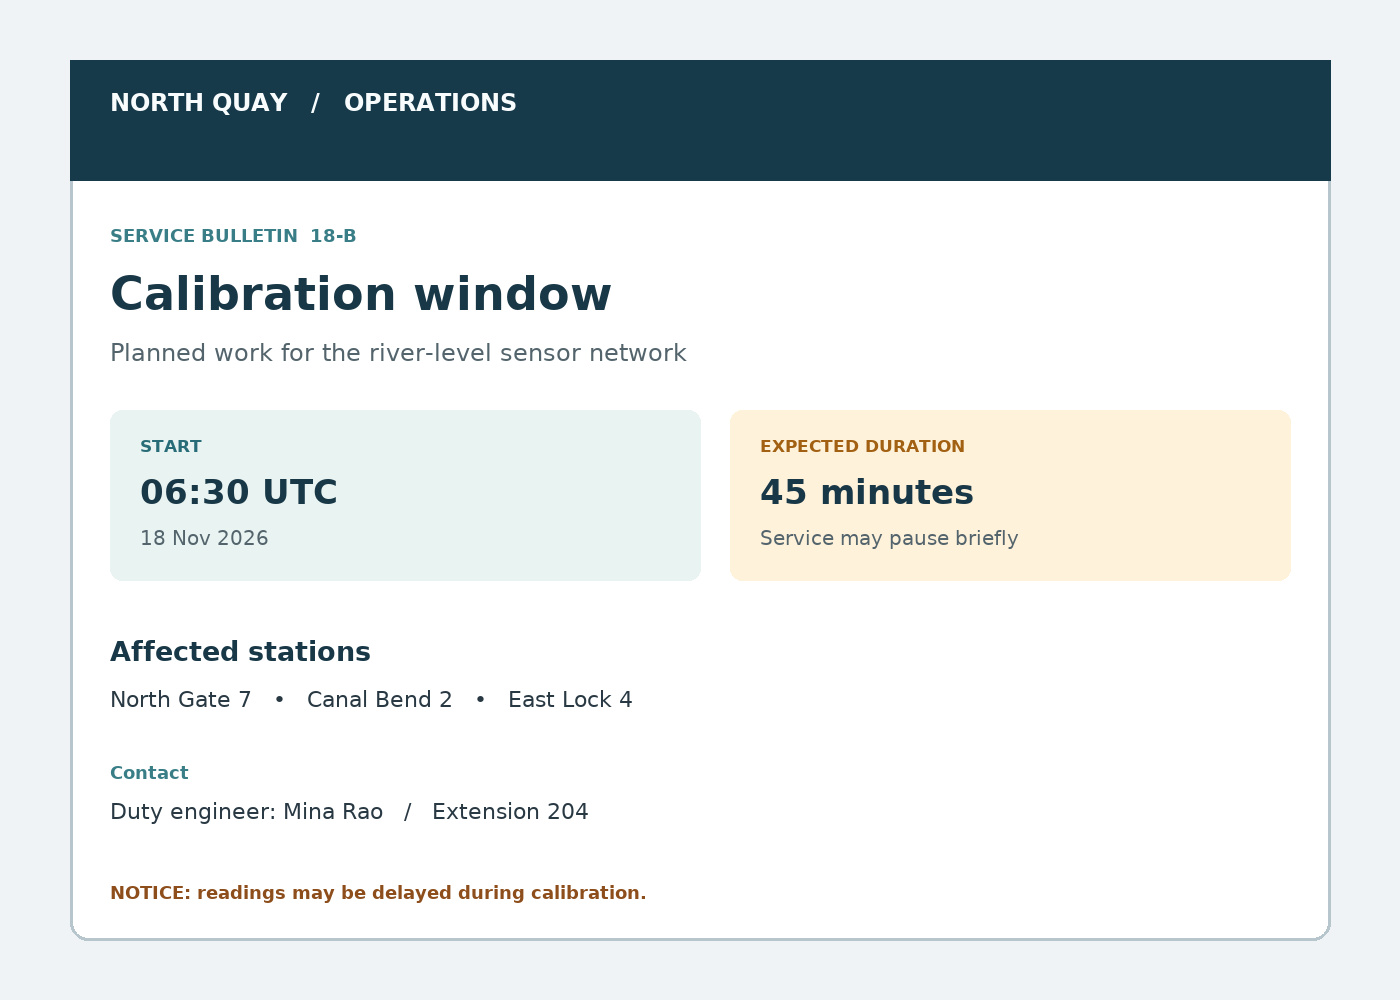 NORTH QUAY / OPERATIONS
SERVICE BULLETIN 18-B
Calibration window
Planned work for the river-level sensor network
START
06:30 UTC
18 Nov 2026
EXPECTED DURATION
45 minutes
Service may pause briefly
Affected stations
North Gate 7 • Canal Bend 2 • East Lock 4
Contact
Duty engineer: Mina Rao / Extension 204
NOTICE: readings may be delayed during calibration.